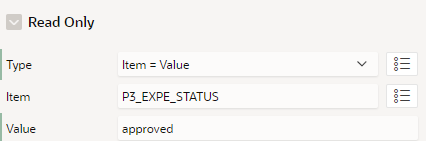 Read Only
Type Item = Value
Item P3_EXPE_STATUS
Value approved